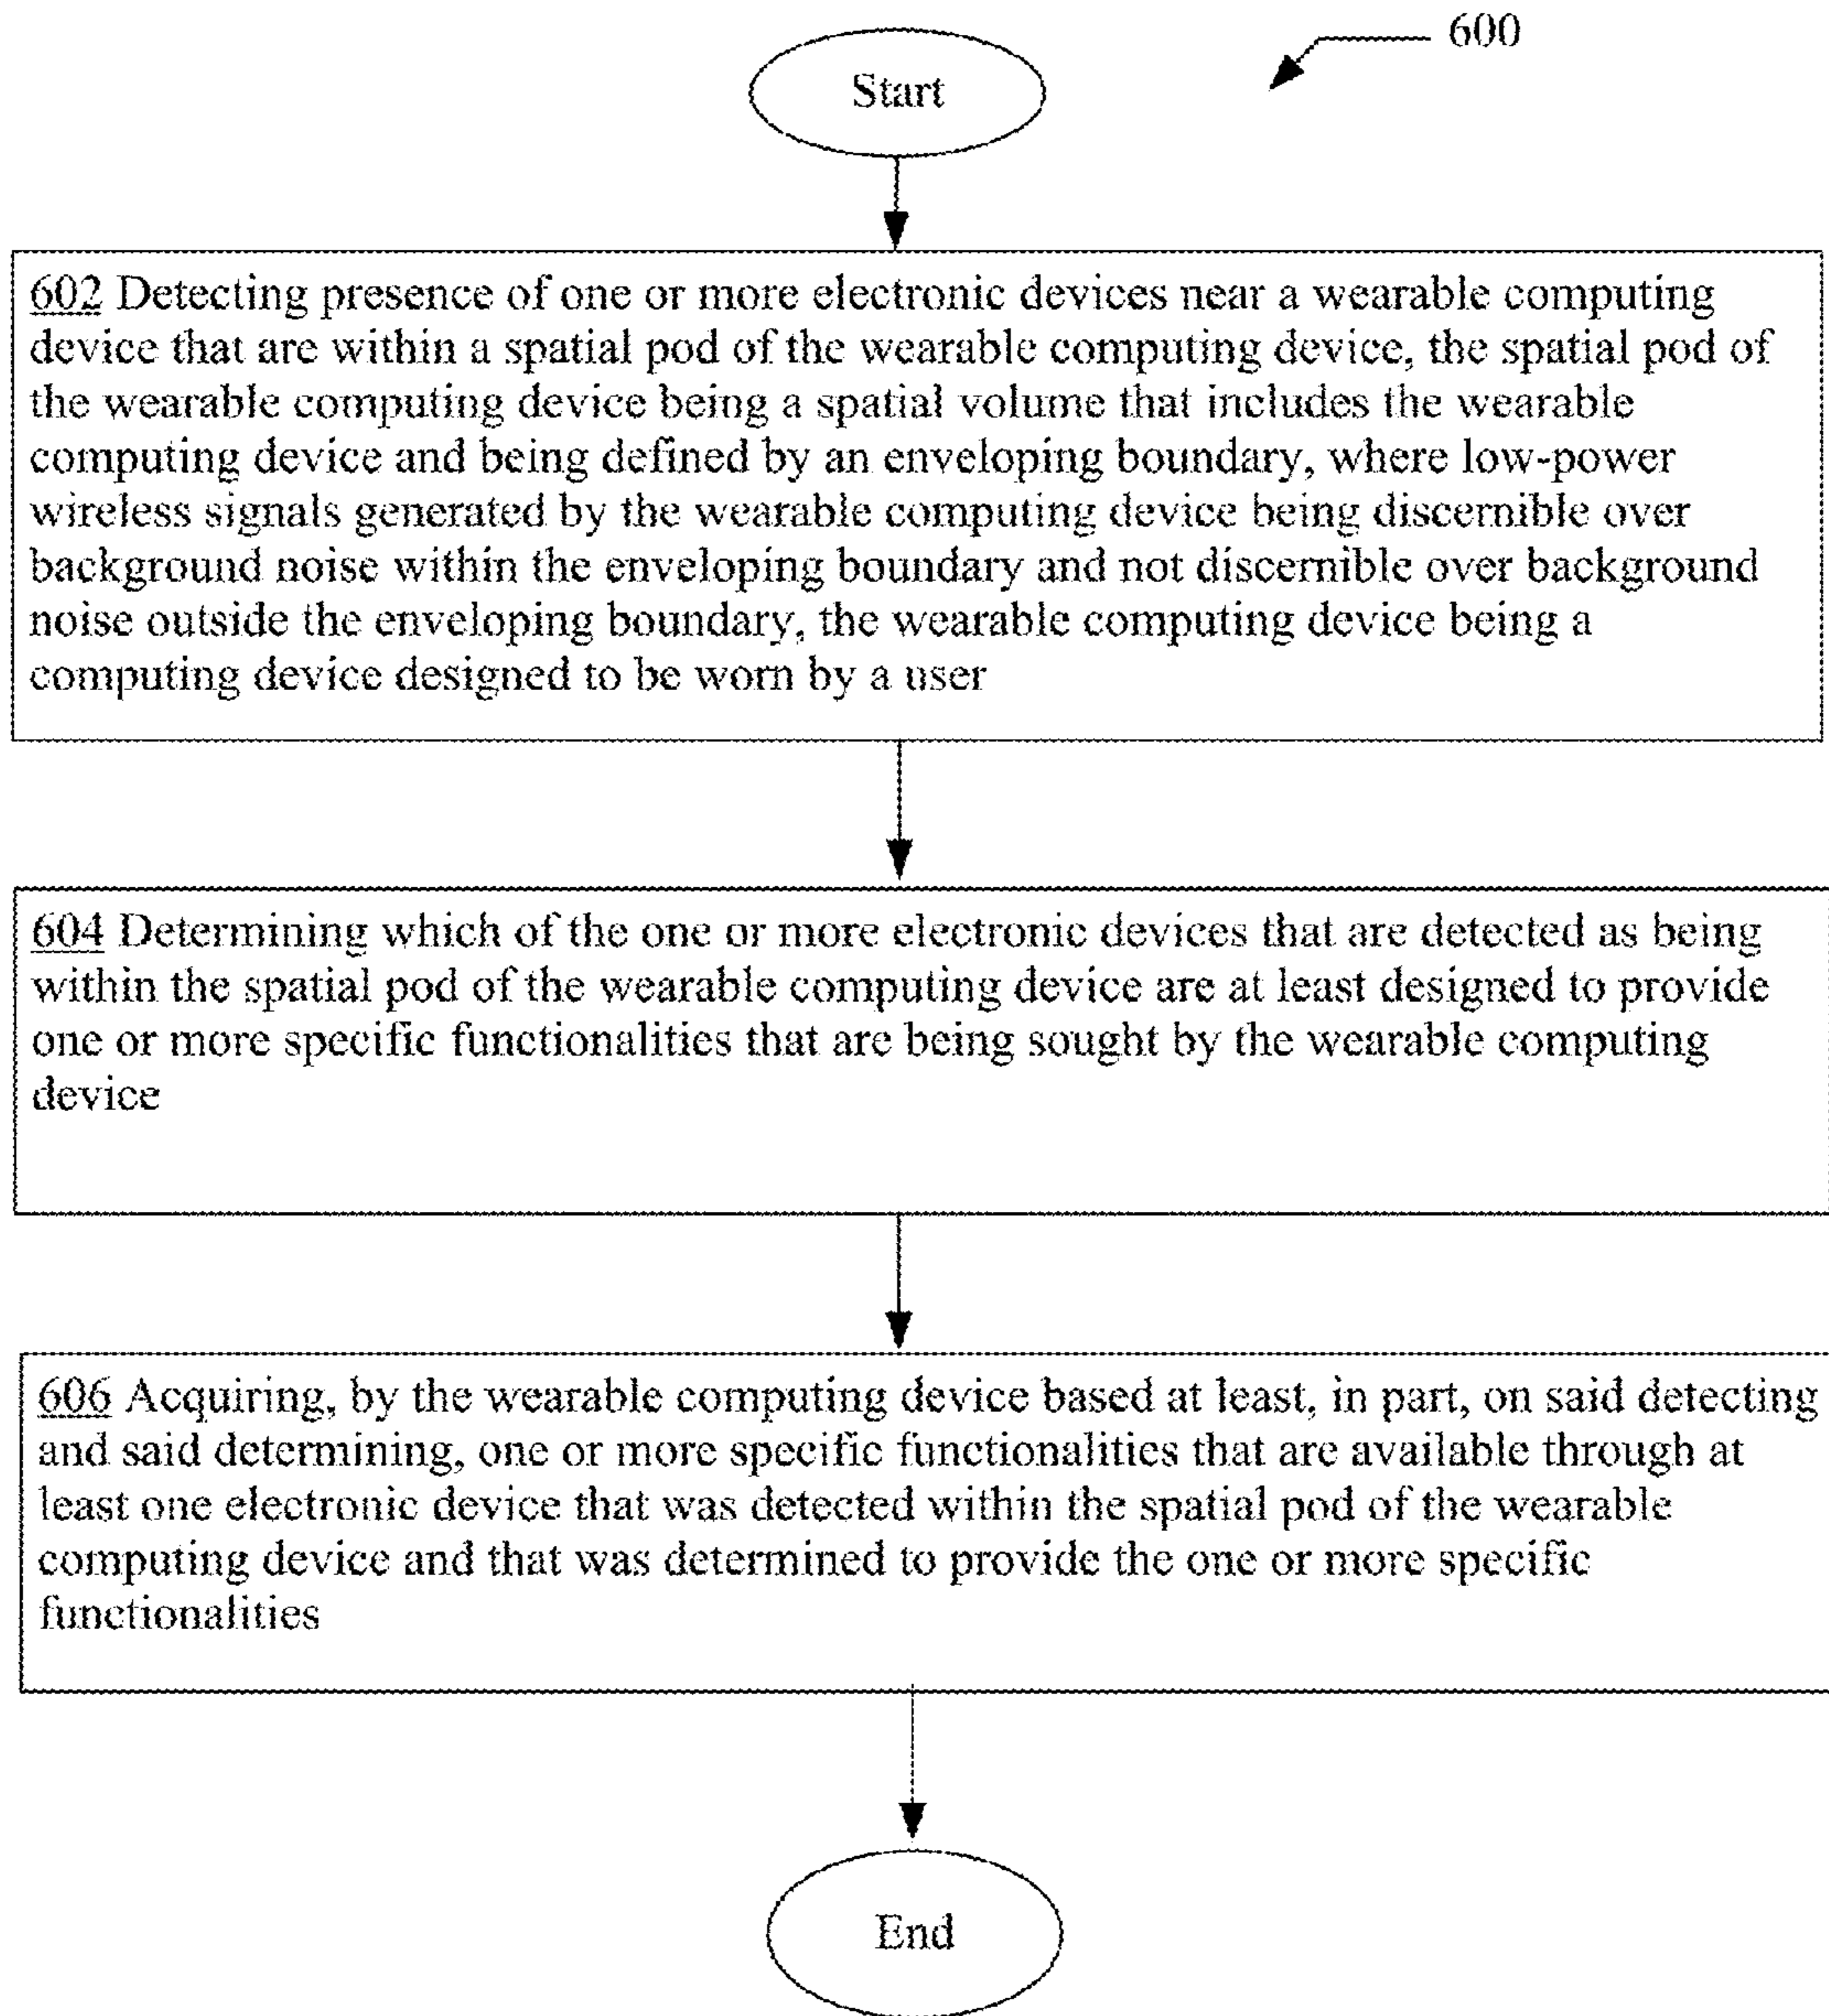 600
Start
602 Detecting presence of one or more electronic devices near a wearable computing
device that are within a spatial pod of the wearable computing device, the spatial pod of
the wearable computing device being a spatial volume that includes the wearable
computing device and being defined by an enveloping boundary, where low-power
wireless signals generated by the wearable computing device being discernible over
background noise within the enveloping boundary and not discernible over background
noise outside the enveloping boundary, the wearable computing device being a
computing device designed to be worn by a user
604 Determining which of the one or more electronic devices that are detected as being
within the spatial pod of the wearable computing device are at least designed to provide
one or more specific functionalities that are being sought by the wearable computing
device
606 Acquiring, by the wearable computing device based at least, in part, on said detecting
and said determining, one or more specific functionalities that are available through at
least one electronic device that was detected within the spatial pod of the wearable
computing device and that was determined to provide the one or more specific
functionalities
End